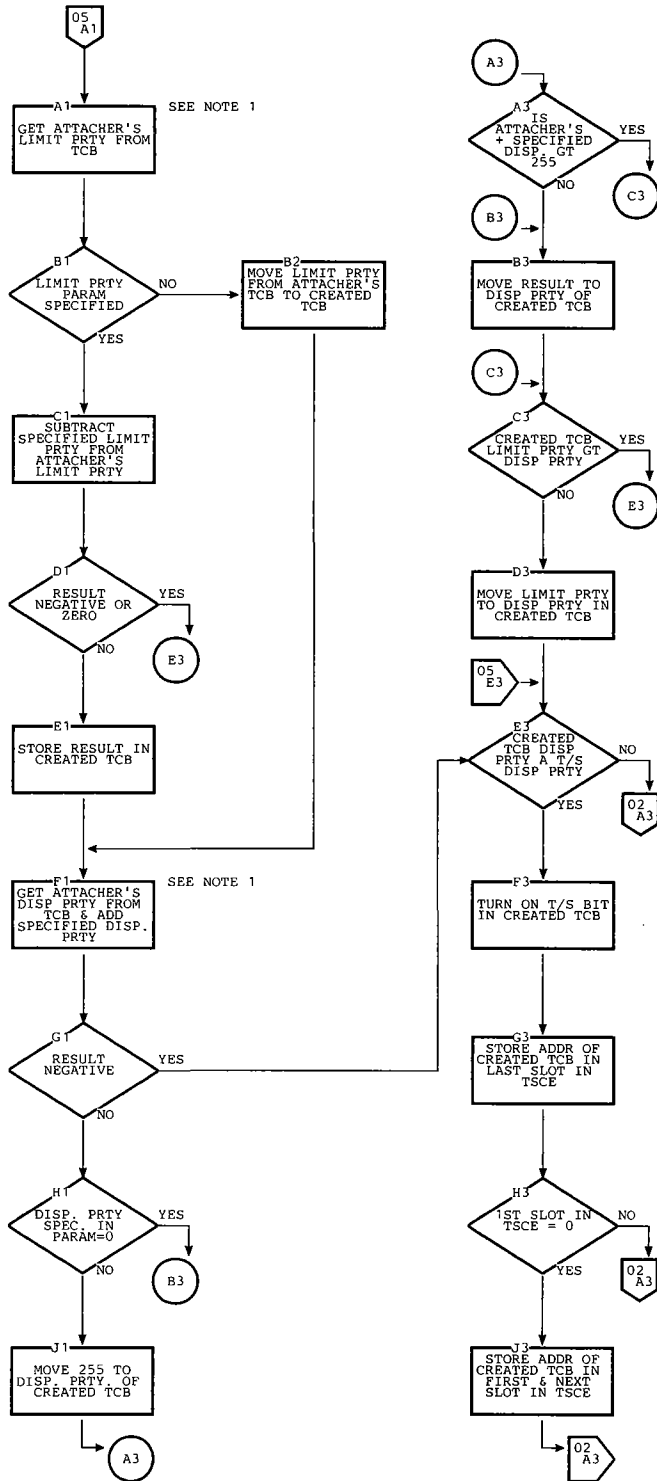 05
A1
A1
GET ATTACHER'S
LIMIT PRTY FROM
TCB
SEE NOTE 1
B1
LIMIT PRTY
PARAM
SPECIFIED
NO
YES
B2
MOVE LIMIT PRTY
FROM ATTACHER'S
TCB TO CREATED
TCB
C1
SUBTRACT
SPECIFIED LIMIT
PRTY FROM
ATTACHER'S
LIMIT PRTY
D1
RESULT
NEGATIVE OR
ZERO
YES
NO
E3
E1
STORE RESULT IN
CREATED TCB
F1
GET ATTACHER'S
DISP PRTY FROM
TCB & ADD
SPECIFIED DISP.
PRTY
SEE NOTE 1
G1
RESULT
NEGATIVE
YES
NO
H1
DISP. PRTY
SPEC. IN
PARAM=0
YES
NO
B3
J1
MOVE 255 TO
DISP. PRTY. OF
CREATED TCB
A3
A3
A3
IS
ATTACHER'S
+ SPECIFIED
DISP. GT
255
YES
NO
C3
B3
B3
MOVE RESULT TO
DISP PRTY OF
CREATED TCB
C3
C3
CREATED TCB
LIMIT PRTY GT
DISP PRTY
YES
NO
E3
D3
MOVE LIMIT PRTY
TO DISP PRTY IN
CREATED TCB
05
E3
E3
CREATED
TCB DISP
PRTY A T/S
DISP PRTY
NO
YES
02
A3
F3
TURN ON T/S BIT
IN CREATED TCB
G3
STORE ADDR OF
CREATED TCB IN
LAST SLOT IN
TSCE
H3
1ST SLOT IN
TSCE = 0
NO
YES
02
A3
J3
STORE ADDR OF
CREATED TCB IN
FIRST & NEXT
SLOT IN TSCE
02
A3